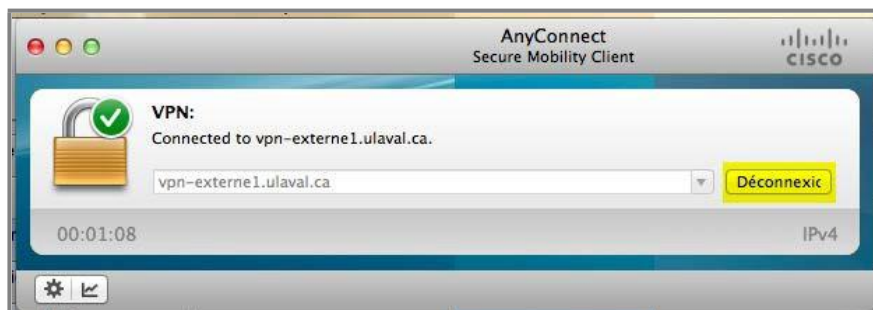 AnyConnect
Secure Mobility Client
CISCO
VPN:
Connected to vpn-externe1.ulaval.ca.
vpn-externe1.ulaval.ca
Déconnexic
00:01:08
IPv4